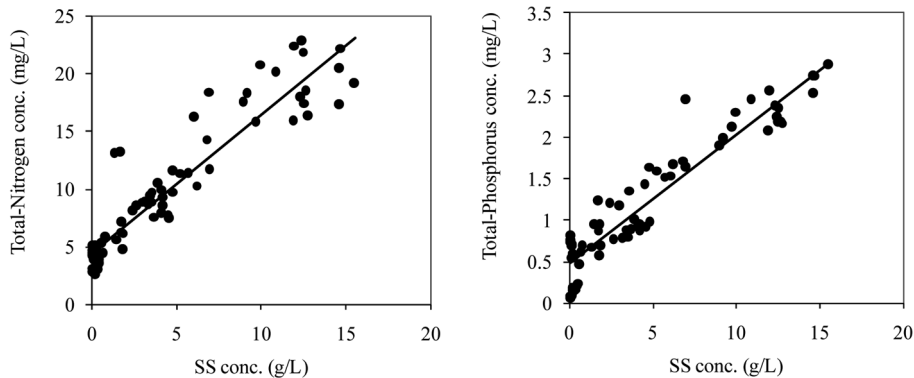 Total-Nitrogen conc. (mg/L)
25
20
15
10
5
0
0 5 10 15 20
SS conc. (g/L)
Total-Phosphorus conc. (mg/L)
3.5
3
2.5
2
1.5
1
0.5
0
0 5 10 15 20
SS conc. (g/L)